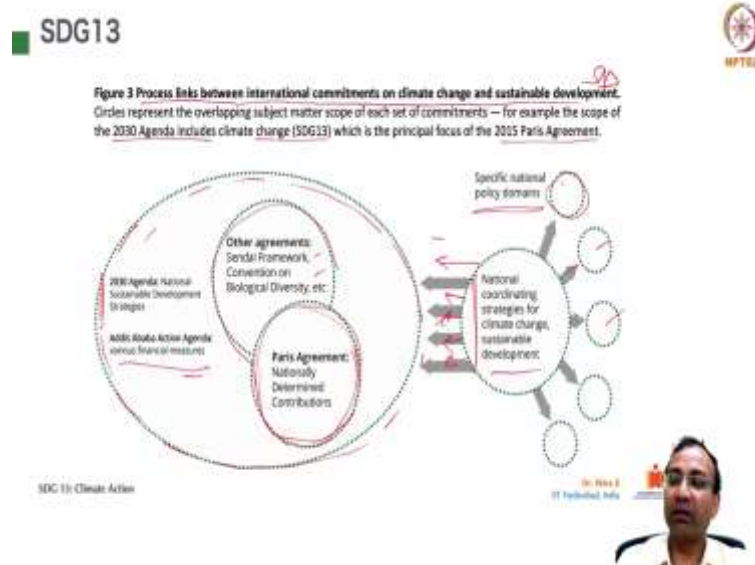 SDG13
NPTEL
Figure 3 Process links between international commitments on climate change and sustainable development.
Circles represent the overlapping subject matter scope of each set of commitments — for example the scope of
the 2030 Agenda includes climate change (SDG13) which is the principal focus of the 2015 Paris Agreement.
Specific national
policy domains
Other agreements:
Sendai Framework,
Convention on
Biological Diversity, etc
2030 Agenda: National
Sustainable Development
Strategies
Addis Ababa Action Agenda:
various financial measures
Paris Agreement:
Nationally
Determined
Contributions
National
coordinating
strategies for
climate change,
sustainable
development
SDG 13: Climate Action
Dr. 
IIT Hyderabad, India